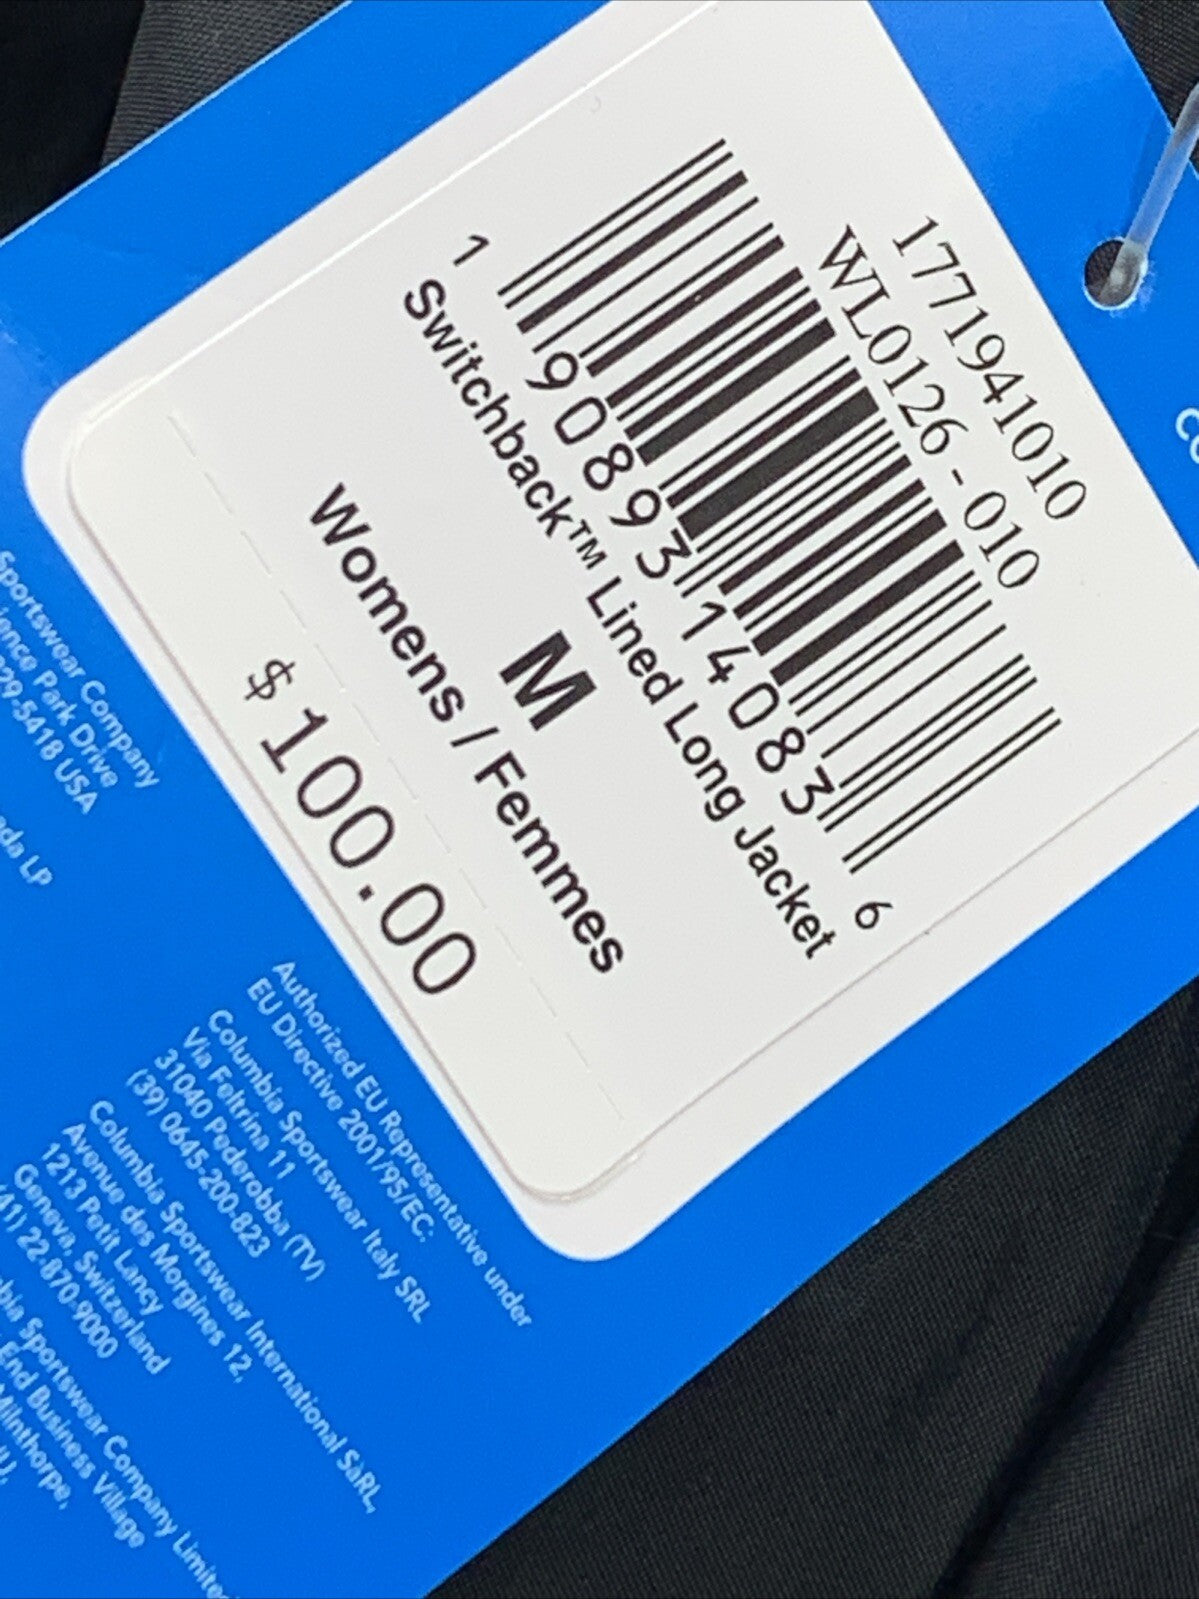 1771941010
WL0126 - 010
1 90893 14083 6
Switchback™ Lined Long Jacket
M
Womens / Femmes
$100.00
Sportswear Company
Park Drive
USA
LP
Authorized EU Representative under
EU Directive 2001/95/EC:
Columbia Sportswear Italy SRL
Via Feltrina 11
31040 Pederobba (TV)
(39) 0645-200-823
Columbia Sportswear International SaRL,
Avenue des Morgines 12,
1213 Petit Lancy
Geneva, Switzerland
(41) 22-870-9000
Sportswear Company
End Business Village
Milnthorpe,